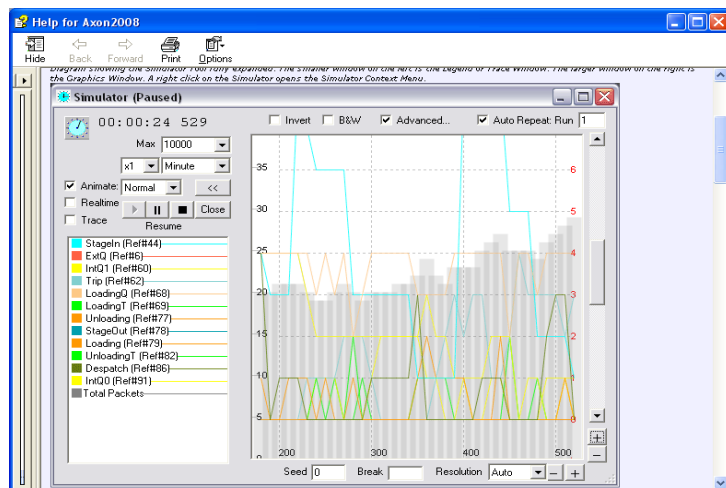 Help for Axon2008
Hide Back Forward Print Options
Diagram showing the Simulator Tool fully expanded. The smaller window on the left is the Legend or Trace Window. The larger window on the right is
the Graphics Window. A right click on the Simulator opens the Simulator Context Menu.
Simulator (Paused)
00:00:24 529
Invert B&W Advanced... Auto Repeat: Run 1
Max 10000
x1 Minute
Animate: Normal <<
Realtime
Trace
Close
Resume
StageIn (Ref#44)
ExtQ (Ref#6)
IntQ1 (Ref#60)
Trip (Ref#62)
LoadingQ (Ref#68)
LoadingT (Ref#69)
Unloading (Ref#77)
StageOut (Ref#78)
Loading (Ref#79)
UnloadingT (Ref#82)
Despatch (Ref#86)
IntQ0 (Ref#91)
Total Packets
35 6
30 5
25 4
20 3
15 2
10 1
5 0
0 200 300 400 500
+
−
Seed 0 Break Resolution Auto − +